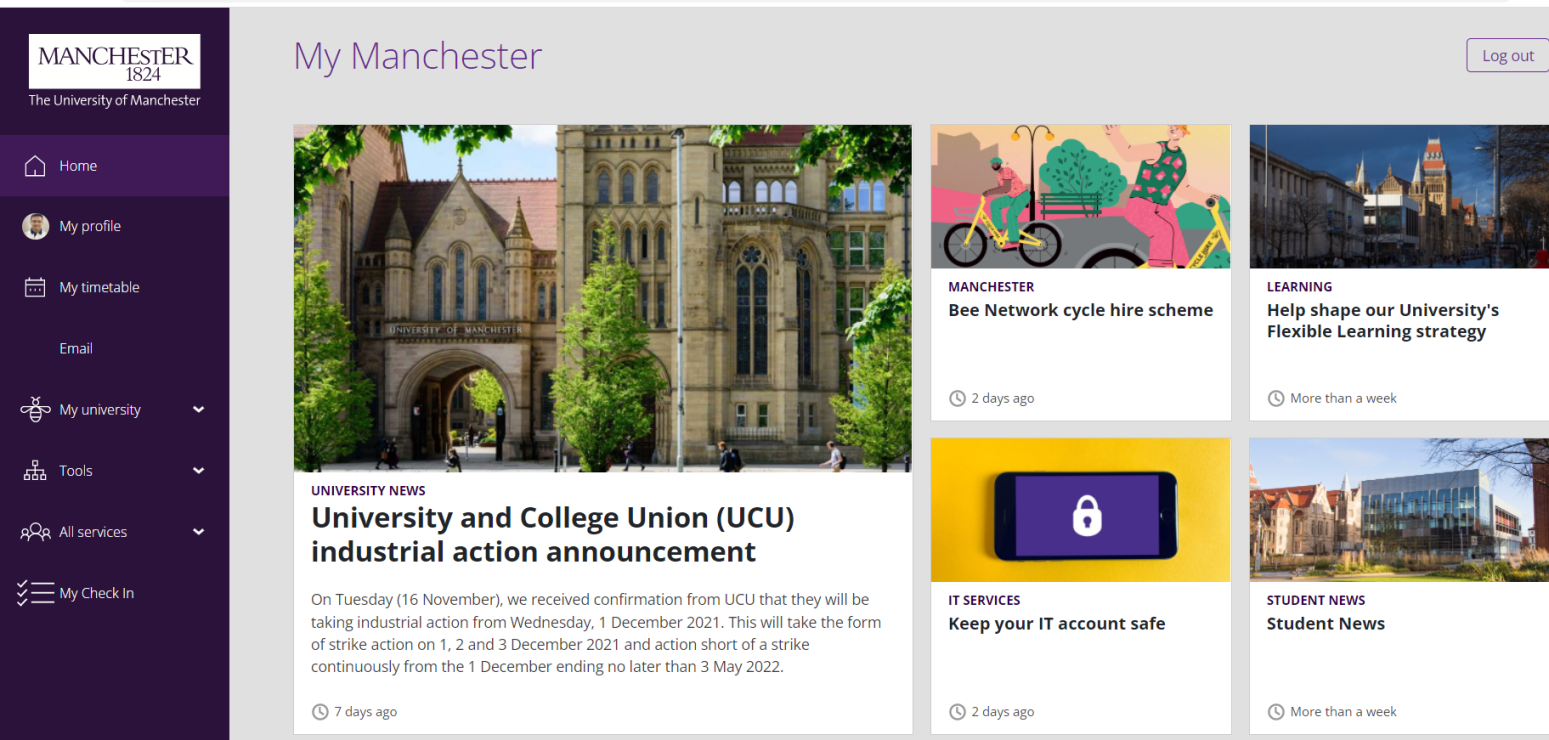 MANCHESTER
1824
The University of Manchester
Home
My profile
My timetable
Email
My university
Tools
All services
My Check In
My Manchester
Log out
UNIVERSITY OF MANCHESTER
UNIVERSITY NEWS
University and College Union (UCU)
industrial action announcement
On Tuesday (16 November), we received confirmation from UCU that they will be
taking industrial action from Wednesday, 1 December 2021. This will take the form
of strike action on 1, 2 and 3 December 2021 and action short of a strike
continuously from the 1 December ending no later than 3 May 2022.
7 days ago
MANCHESTER
Bee Network cycle hire scheme
2 days ago
LEARNING
Help shape our University's
Flexible Learning strategy
More than a week
IT SERVICES
Keep your IT account safe
2 days ago
STUDENT NEWS
Student News
More than a week